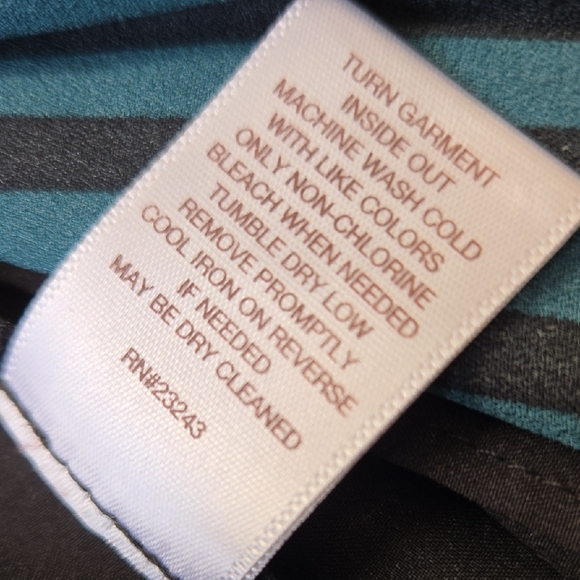 TURN GARMENT
INSIDE OUT
MACHINE WASH COLD
WITH LIKE COLORS
ONLY NON-CHLORINE
BLEACH WHEN NEEDED
TUMBLE DRY LOW
REMOVE PROMPTLY
COOL IRON ON REVERSE
IF NEEDED
MAY BE DRY CLEANED
RN#23243